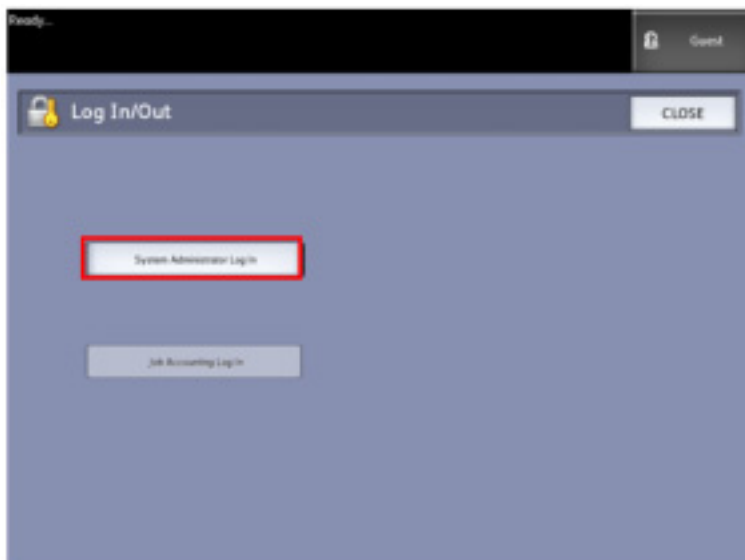 Ready...
Guest
Log In/Out
CLOSE
System Administrator Log In
Job Accounting Log In